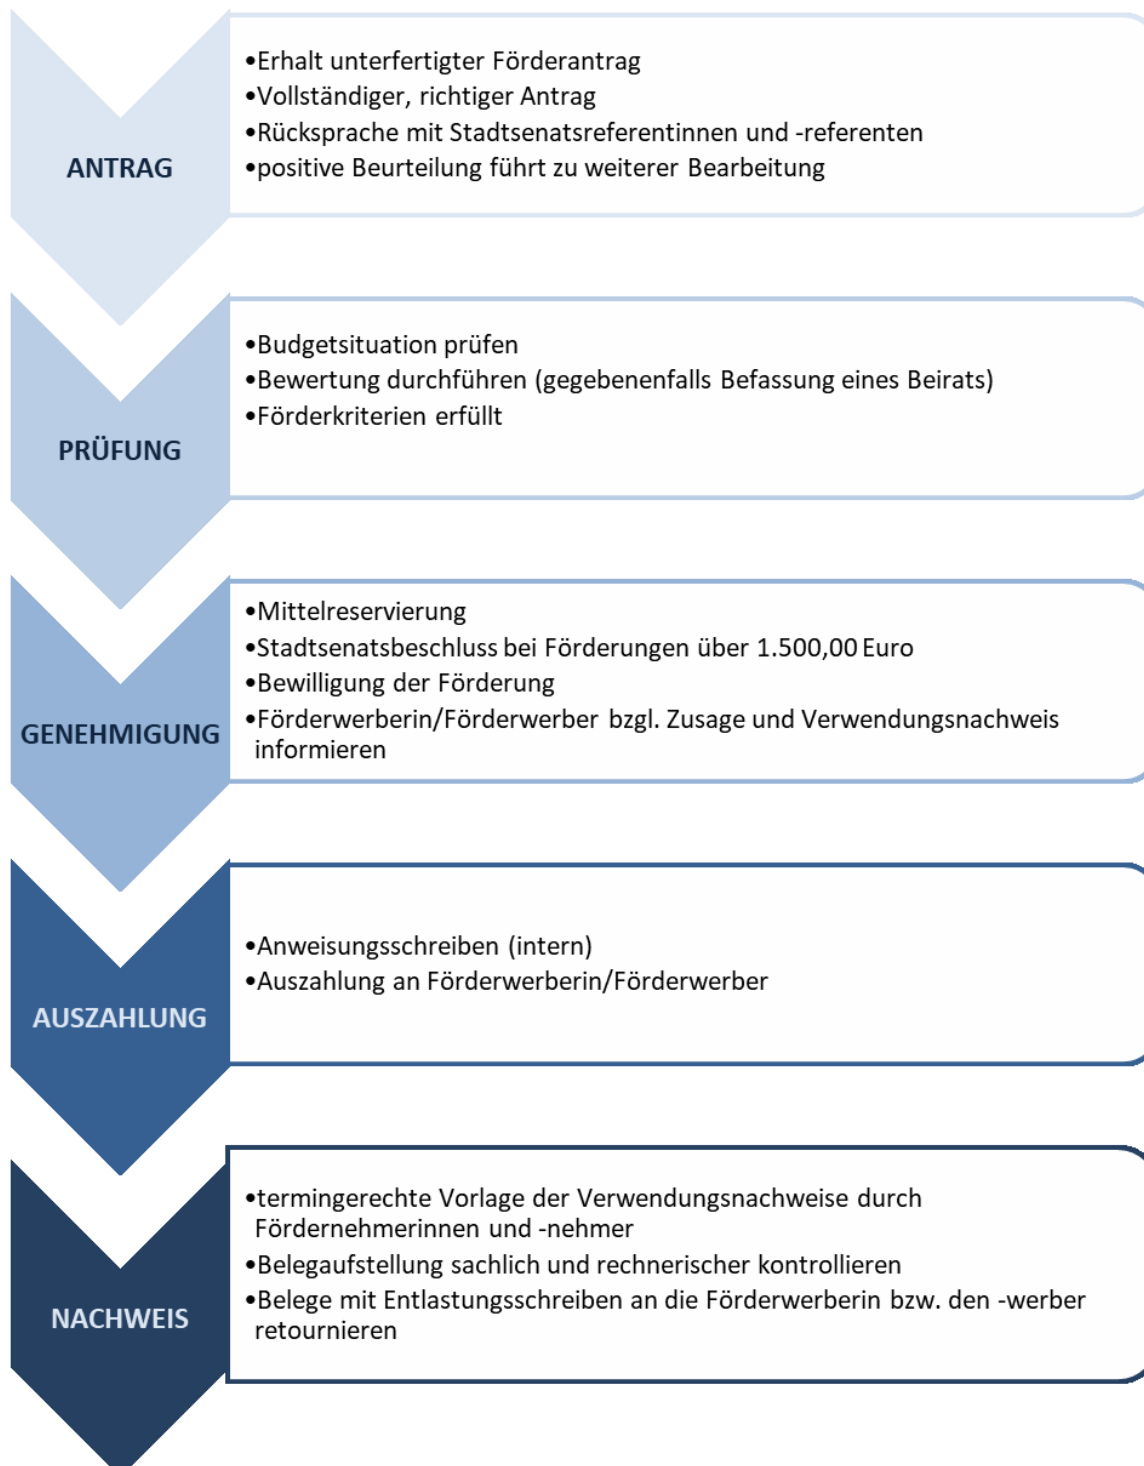 ANTRAG
•Erhalt unterfertigter Förderantrag
•Vollständiger, richtiger Antrag
•Rücksprache mit Stadtsenatsreferentinnen und -referenten
•positive Beurteilung führt zu weiterer Bearbeitung
PRÜFUNG
•Budgetsituation prüfen
•Bewertung durchführen (gegebenenfalls Befassung eines Beirats)
•Förderkriterien erfüllt
GENEHMIGUNG
•Mittelreservierung
•Stadtsenatsbeschluss bei Förderungen über 1.500,00 Euro
•Bewilligung der Förderung
•Förderwerberin/Förderwerber bzgl. Zusage und Verwendungsnachweis
informieren
AUSZAHLUNG
•Anweisungsschreiben (intern)
•Auszahlung an Förderwerberin/Förderwerber
NACHWEIS
•termingerechte Vorlage der Verwendungsnachweise durch
Fördernehmerinnen und -nehmer
•Belegaufstellung sachlich und rechnerischer kontrollieren
•Belege mit Entlastungsschreiben an die Förderwerberin bzw. den -werber
retournieren